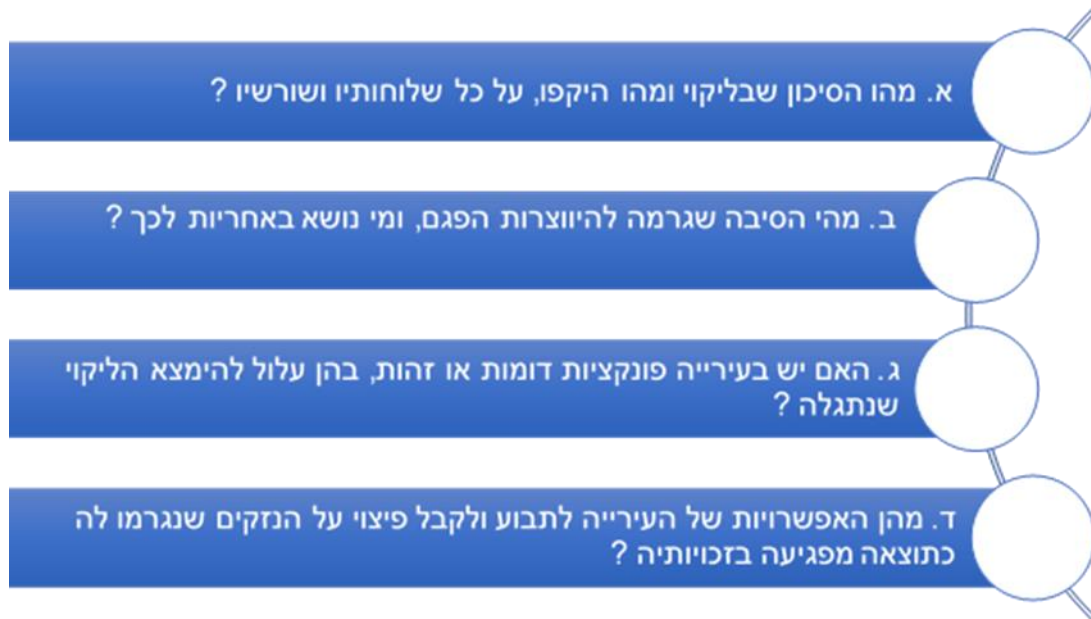 א. מהו הסיכון שבליקוי ומהו היקפו, על כל שלוחותיו ושורשיו ?
ב. מהי הסיבה שגרמה להיווצרות הפגם, ומי נושא באחריות לכך ?
ג. האם יש בעירייה פונקציות דומות או זהות, בהן עלול להימצא הליקוי
שנתגלה ?
ד. מהן האפשרויות של העירייה לתבוע ולקבל פיצוי על הנזקים שנגרמו לה
כתוצאה מפגיעה בזכויותיה ?